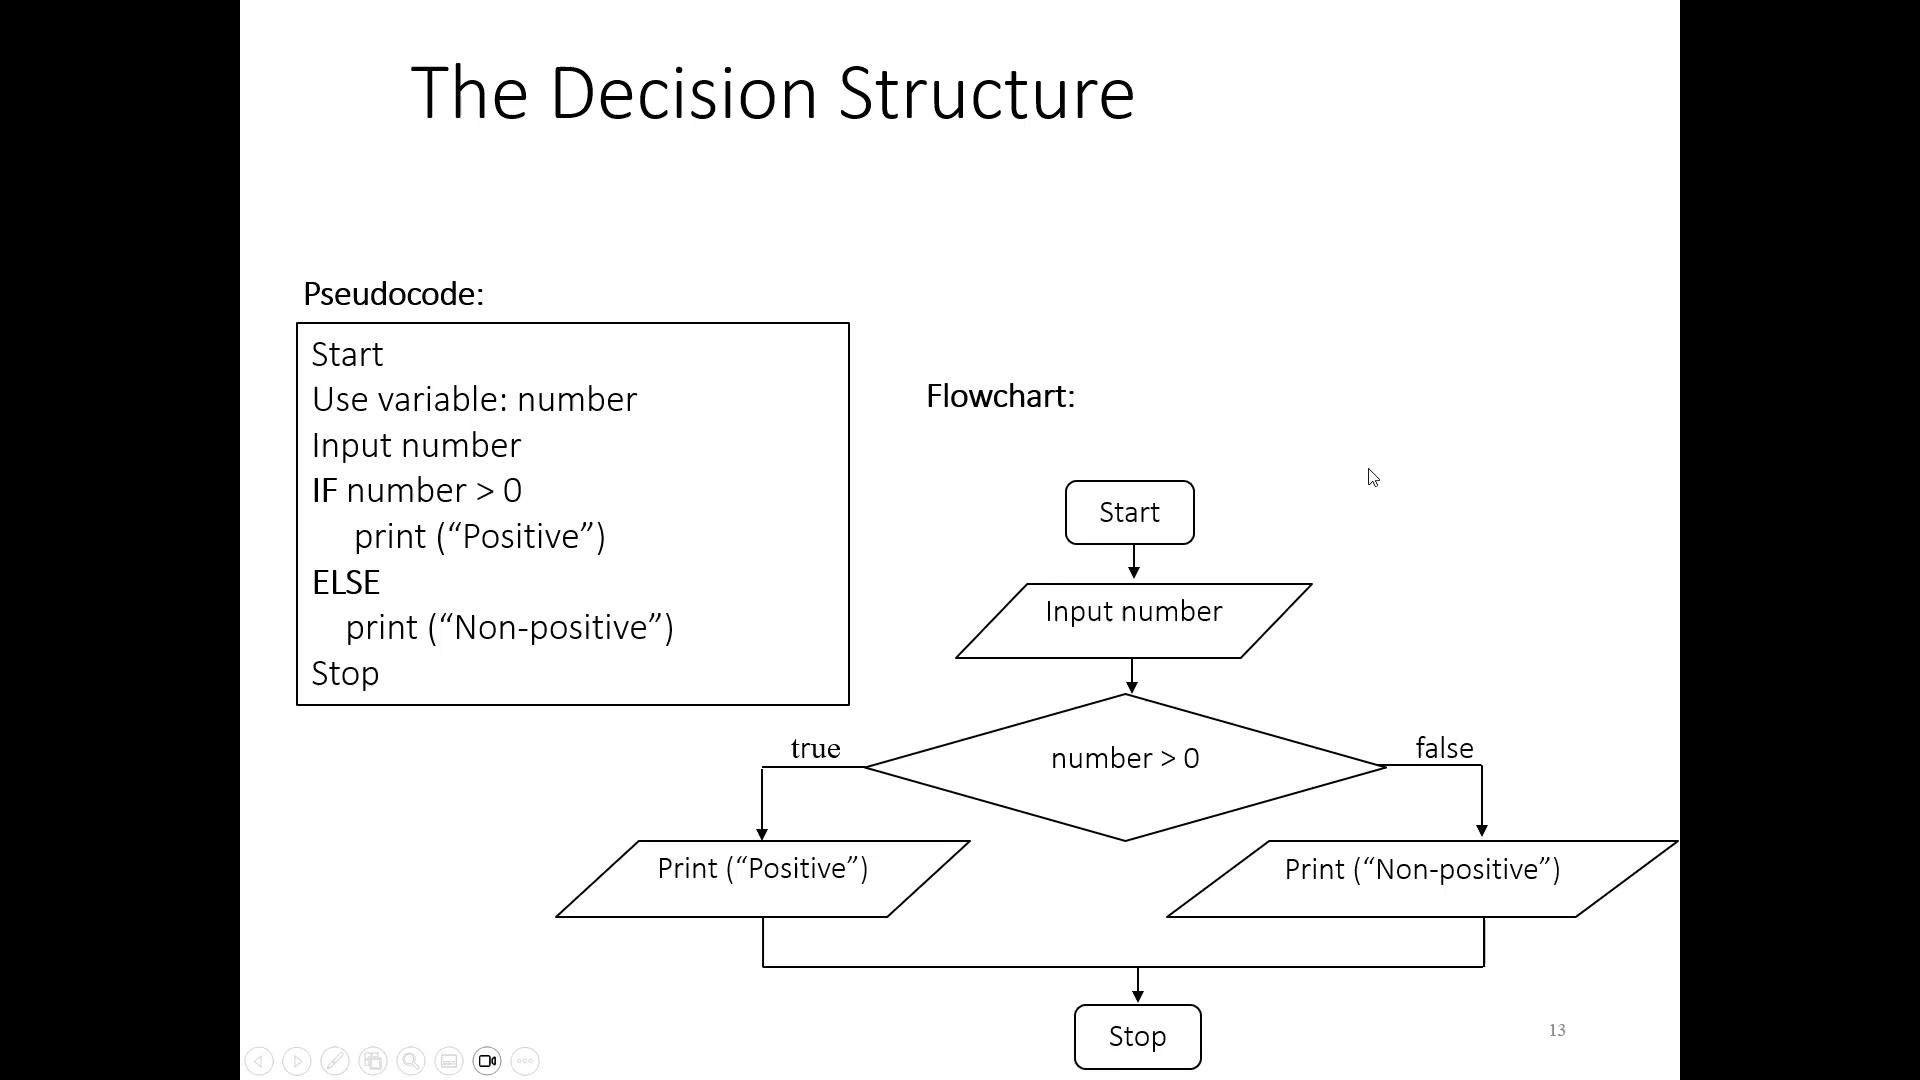 The Decision Structure
Pseudocode:
Start
Use variable: number
Input number
IF number > 0
print (“Positive”)
ELSE
print (“Non-positive”)
Stop
Flowchart:
Start
Input number
number > 0
true
false
Print (“Positive”)
Print (“Non-positive”)
Stop
13